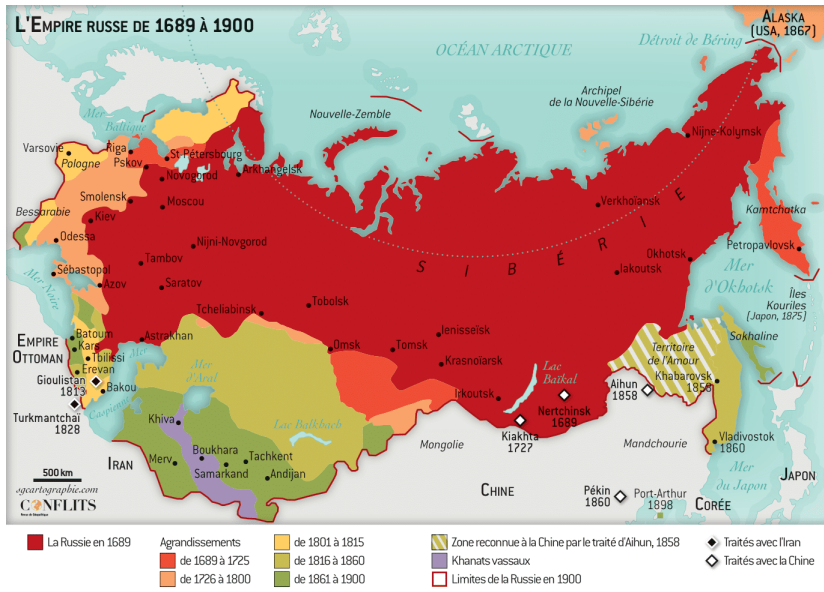 L'EMPIRE RUSSE DE 1689 À 1900
ALASKA
(USA, 1867)
Détroit de Béring
OCÉAN ARCTIQUE
Archipel
de la Nouvelle-Sibérie
Nouvelle-Zemble
Mer
Baltique
Nijne-Kolymsk
Varsovie
Riga
St Pétersbourg
Pologne
Pskov
Novogorod
Arkhangelsk
Smolensk
Moscou
Verkhoïansk
Bessarabie
Kiev
Kamtchatka
Odessa
Nijni-Novgorod
SIBÉRIE
Petropavlovsk
Okhotsk
Tambov
Iakoutsk
Mer
d'Okhotsk
Sébastopol
Azov
Saratov
Mer Noire
Tobolsk
Tcheliabinsk
Îles
Kouriles
(Japon, 1875)
EMPIRE
OTTOMAN
Batoum
Kars
Astrakhan
Ienisseïsk
Sakhaline
Tbilissi
Mer
Caspienne
Omsk
Tomsk
Territoire
de l'Amour
Erevan
Mer
d'Aral
Krasnoïarsk
Lac
Baïkal
Khabarovsk
1858
Gioulistan
1813
Bakou
Irkoutsk
Aihun
1858
Nertchinsk
1689
Turkmantchaï
1828
Khiva
Lac Balkhach
Kiakhta
1727
Mongolie
Mandchourie
Vladivostok
1860
Boukhara
Tachkent
IRAN
Merv
Samarkand
Andijan
Mer
du Japon
JAPON
500 km
CHINE
Pékin
1860
Port-Arthur
1898
CORÉE
agcartographie.com
CONFLITS
La Russie en 1689
Agrandissements
de 1689 à 1725
de 1726 à 1800
de 1801 à 1815
de 1816 à 1860
de 1861 à 1900
Zone reconnue à la Chine par le traité d'Aihun, 1858
Khanats vassaux
Limites de la Russie en 1900
Traités avec l'Iran
Traités avec la Chine